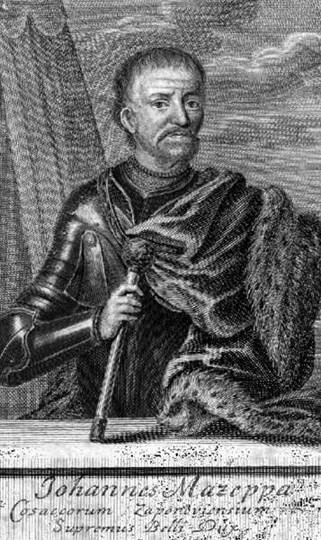 Johannes Mazeppa
Cosaccorum Zaporoviensium
Supremus Belli Dux